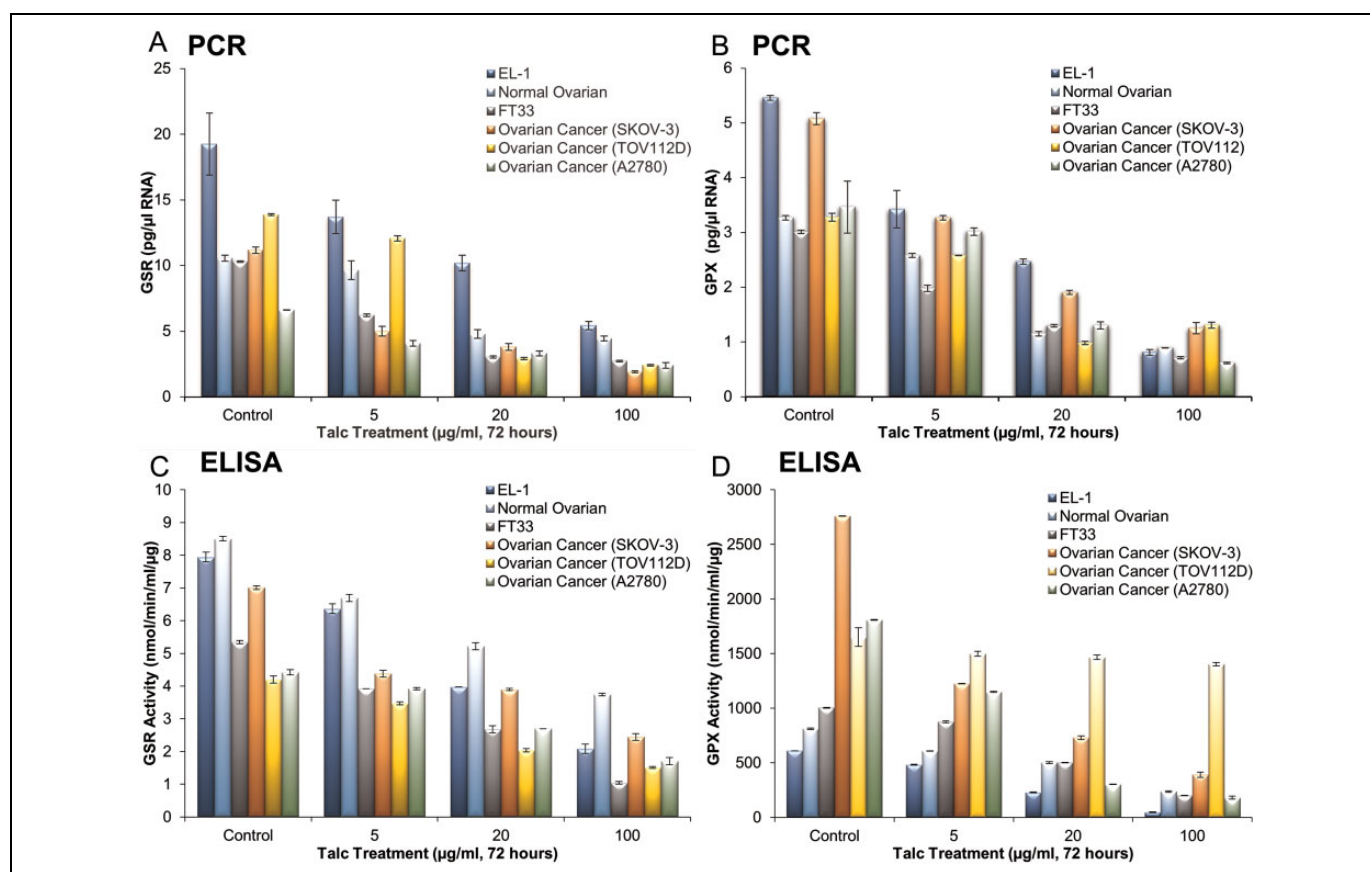 A PCR
25
20
15
10
5
0
GSR (pg/µl RNA)
EL-1
Normal Ovarian
FT33
Ovarian Cancer (SKOV-3)
Ovarian Cancer (TOV112D)
Ovarian Cancer (A2780)
Control 5 20 100
Talc Treatment (µg/ml, 72 hours)
B PCR
6
5
4
3
2
1
0
GPX (pg/µl RNA)
EL-1
Normal Ovarian
FT33
Ovarian Cancer (SKOV-3)
Ovarian Cancer (TOV112)
Ovarian Cancer (A2780)
Control 5 20 100
Talc Treatment (µg/ml, 72 hours)
C ELISA
10
9
8
7
6
5
4
3
2
1
0
GSR Activity (nmol/min/ml/µg)
EL-1
Normal Ovarian
FT33
Ovarian Cancer (SKOV-3)
Ovarian Cancer (TOV112D)
Ovarian Cancer (A2780)
Control 5 20 100
Talc Treatment (µg/ml, 72 hours)
D ELISA
3000
2500
2000
1500
1000
500
0
GPX Activity (nmol/min/ml/µg)
EL-1
Normal Ovarian
FT33
Ovarian Cancer (SKOV-3)
Ovarian Cancer (TOV112D)
Ovarian Cancer (A2780)
Control 5 20 100
Talc Treatment (µg/ml, 72 hours)